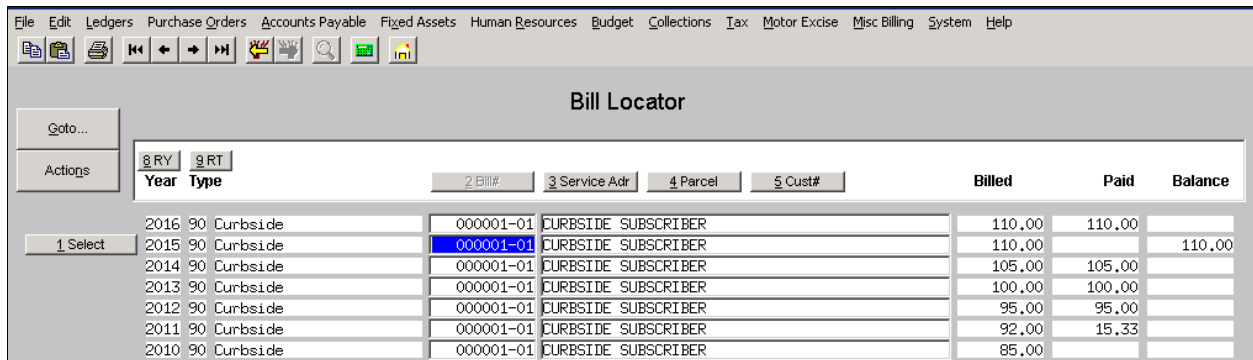 File Edit Ledgers Purchase Orders Accounts Payable Fixed Assets Human Resources Budget Collections Tax Motor Excise Misc Billing System Help
Bill Locator
Goto...
Actions
8 RY 9 RT
2 Bill# 3 Service Adr 4 Parcel 5 Cust#
Year Type Billed Paid Balance
2016 90 Curbside 000001-01 CURBSIDE SUBSCRIBER 110.00 110.00
1 Select 2015 90 Curbside 000001-01 CURBSIDE SUBSCRIBER 110.00 110.00
2014 90 Curbside 000001-01 CURBSIDE SUBSCRIBER 105.00 105.00
2013 90 Curbside 000001-01 CURBSIDE SUBSCRIBER 100.00 100.00
2012 90 Curbside 000001-01 CURBSIDE SUBSCRIBER 95.00 95.00
2011 90 Curbside 000001-01 CURBSIDE SUBSCRIBER 92.00 15.33
2010 90 Curbside 000001-01 CURBSIDE SUBSCRIBER 85.00